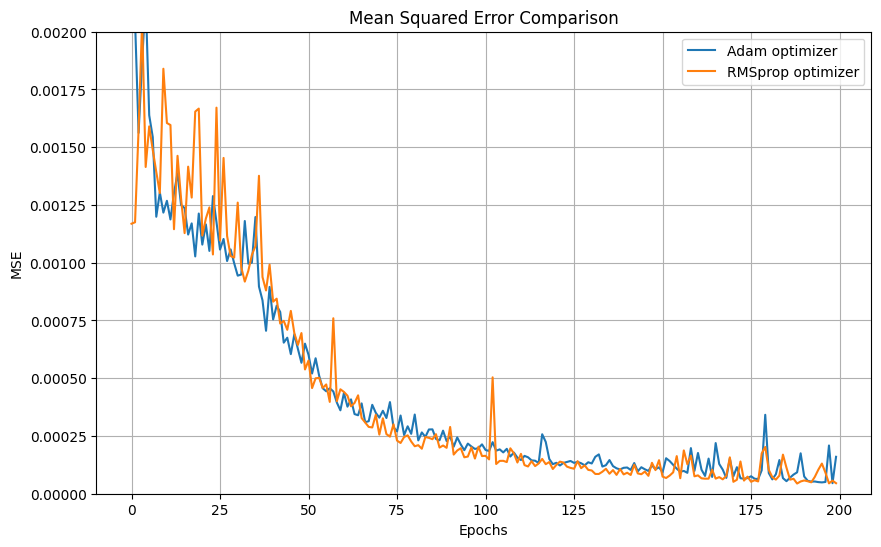 Mean Squared Error Comparison
Adam optimizer
RMSprop optimizer
MSE
0.00200
0.00175
0.00150
0.00125
0.00100
0.00075
0.00050
0.00025
0.00000
0 25 50 75 100 125 150 175 200
Epochs